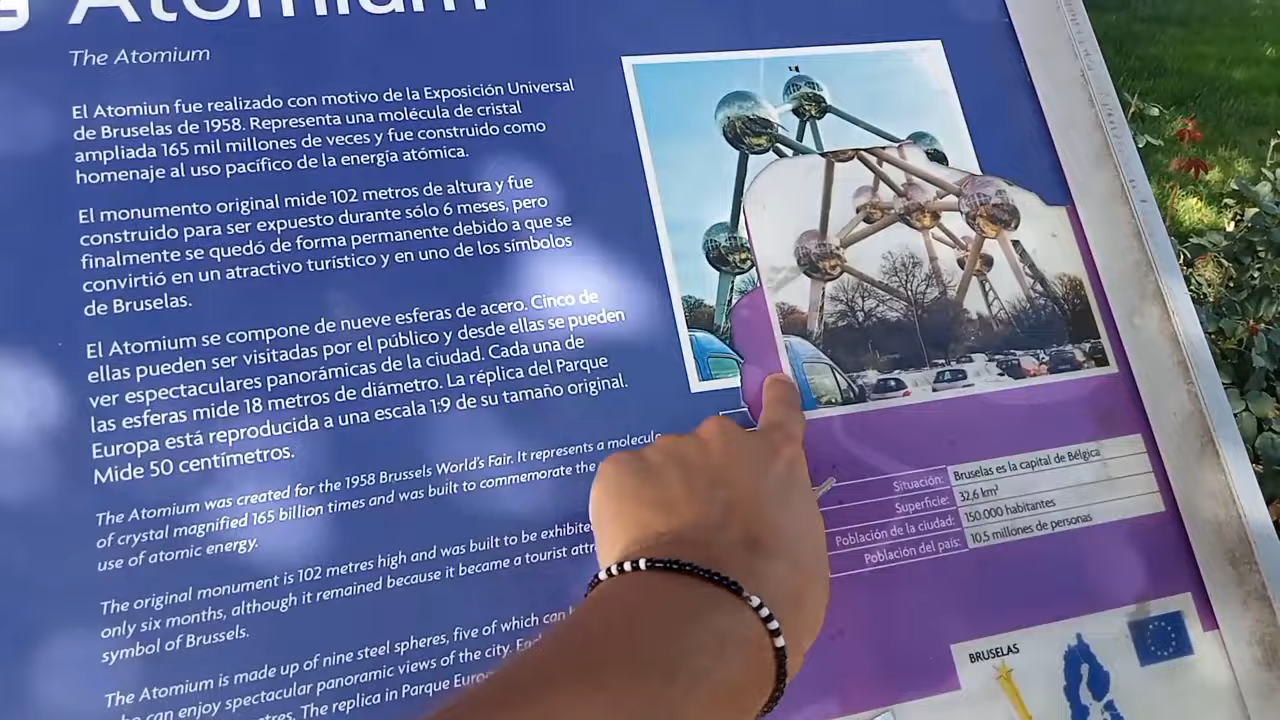 Atomium
The Atomium
El Atomiun fue realizado con motivo de la Exposición Universal
de Bruselas de 1958. Representa una molécula de cristal
ampliada 165 mil millones de veces y fue construido como
homenaje al uso pacífico de la energía atómica.
El monumento original mide 102 metros de altura y fue
construido para ser expuesto durante sólo 6 meses, pero
finalmente se quedó de forma permanente debido a que se
convirtió en un atractivo turístico y en uno de los símbolos
de Bruselas.
El Atomium se compone de nueve esferas de acero. Cinco de
ellas pueden ser visitadas por el público y desde ellas se pueden
ver espectaculares panorámicas de la ciudad. Cada una de
las esferas mide 18 metros de diámetro. La réplica del Parque
Europa está reproducida a una escala 1:9 de su tamaño original.
Mide 50 centímetros.
The Atomium was created for the 1958 Brussels World's Fair. It represents a molecule
of crystal magnified 165 billion times and was built to commemorate the
use of atomic energy.
The original monument is 102 metres high and was built to be exhibite
only six months, although it remained because it became a tourist attr
symbol of Brussels.
The Atomium is made up of nine steel spheres, five of which can
who can enjoy spectacular panoramic views of the city.
The replica in Parque Euro
Situación: Bruselas es la capital de Bélgica
Superficie: 32,6 km²
Población de la ciudad: 150.000 habitantes
Población del país: 10.5 millones de personas
BRUSELAS